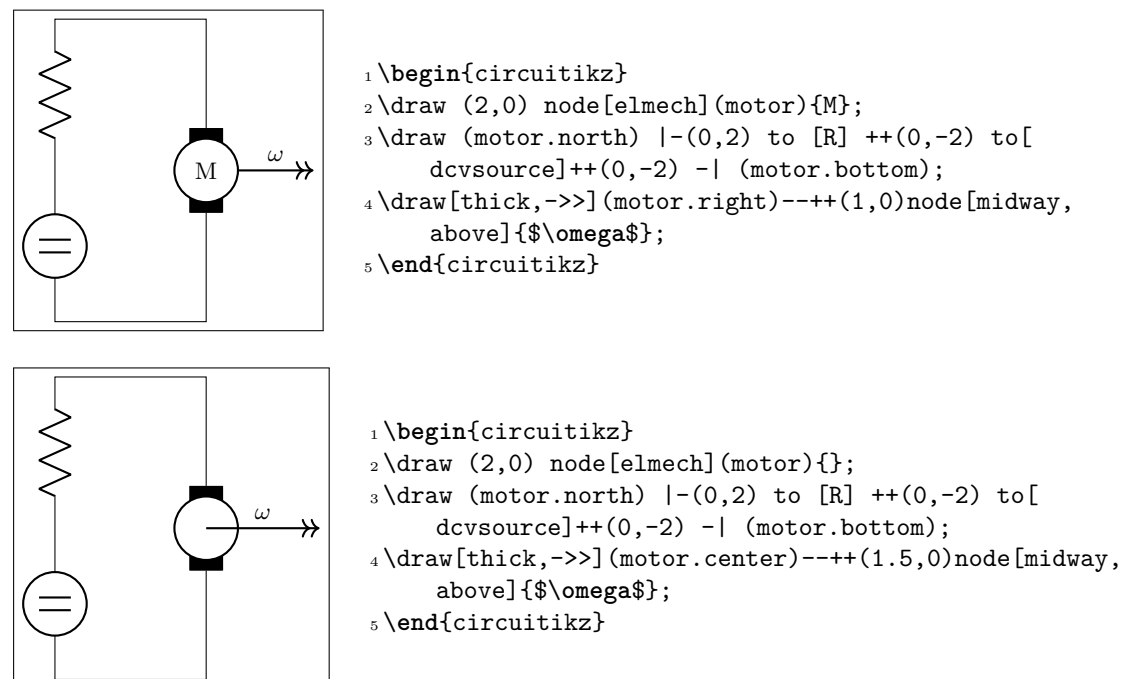 M
ω
1 \begin{circuitikz}
2 \draw (2,0) node[elmech](motor){M};
3 \draw (motor.north) |-(0,2) to [R] ++(0,-2) to[
dcvsource]++(0,-2) -| (motor.bottom);
4 \draw[thick,->>](motor.right)--++(1,0)node[midway,
above]{$\omega$};
5 \end{circuitikz}
ω
1 \begin{circuitikz}
2 \draw (2,0) node[elmech](motor){};
3 \draw (motor.north) |-(0,2) to [R] ++(0,-2) to[
dcvsource]++(0,-2) -| (motor.bottom);
4 \draw[thick,->>](motor.center)--++(1.5,0)node[midway,
above]{$\omega$};
5 \end{circuitikz}